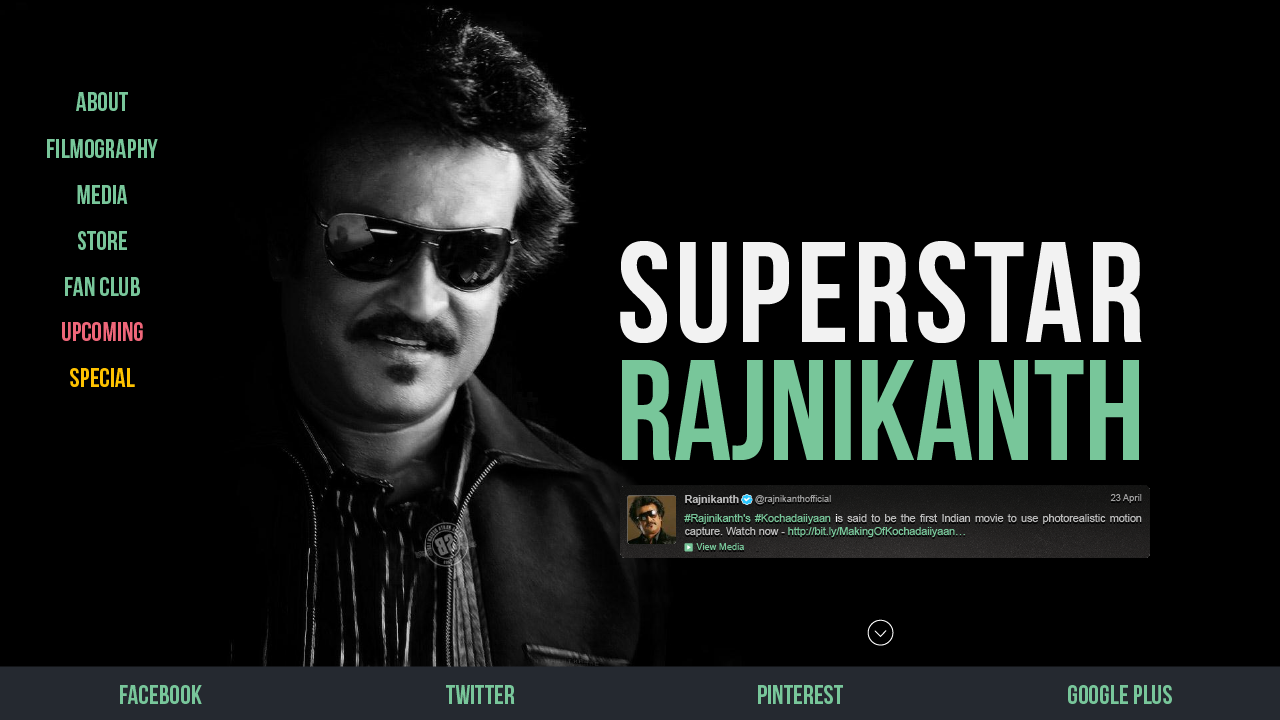 ABOUT
FILMOGRAPHY
MEDIA
STORE
FAN CLUB
UPCOMING
SPECIAL
SUPERSTAR
RAJNIKANTH
Rajnikanth @rajnikanthofficial 23 April
#Rajinikanth's #Kochadaiiyaan is said to be the first Indian movie to use photorealistic motion
capture. Watch now - http://bit.ly/MakingOfKochadaiiyaan…
View Media
FACEBOOK TWITTER PINTEREST GOOGLE PLUS